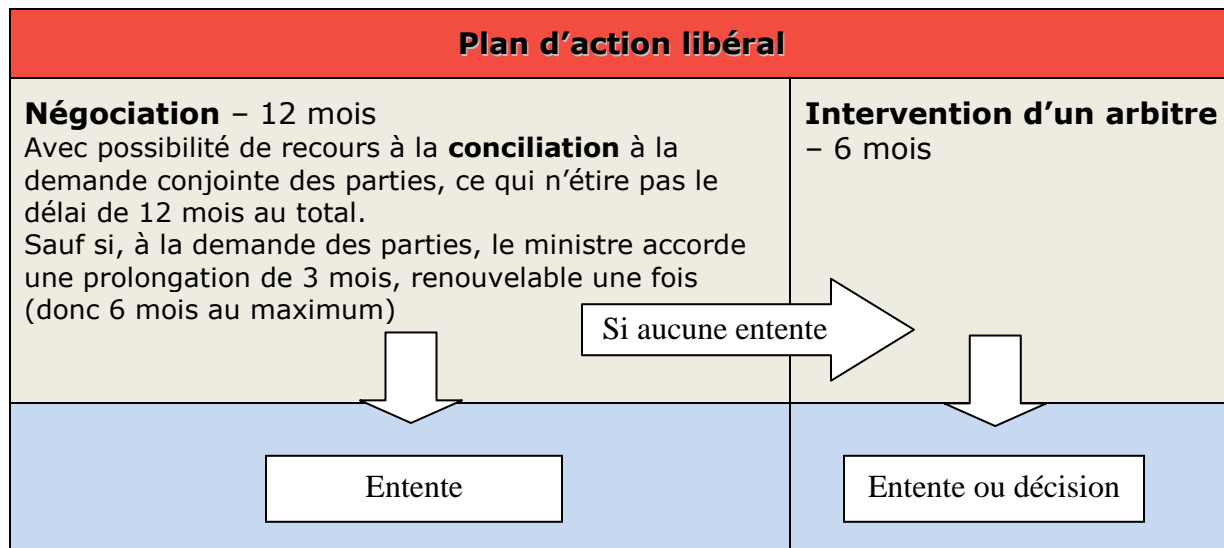 Plan d’action libéral
Négociation – 12 mois
Avec possibilité de recours à la conciliation à la
demande conjointe des parties, ce qui n’étire pas le
délai de 12 mois au total.
Sauf si, à la demande des parties, le ministre accorde
une prolongation de 3 mois, renouvelable une fois
(donc 6 mois au maximum)
Intervention d’un arbitre
– 6 mois
Si aucune entente
Entente
Entente ou décision